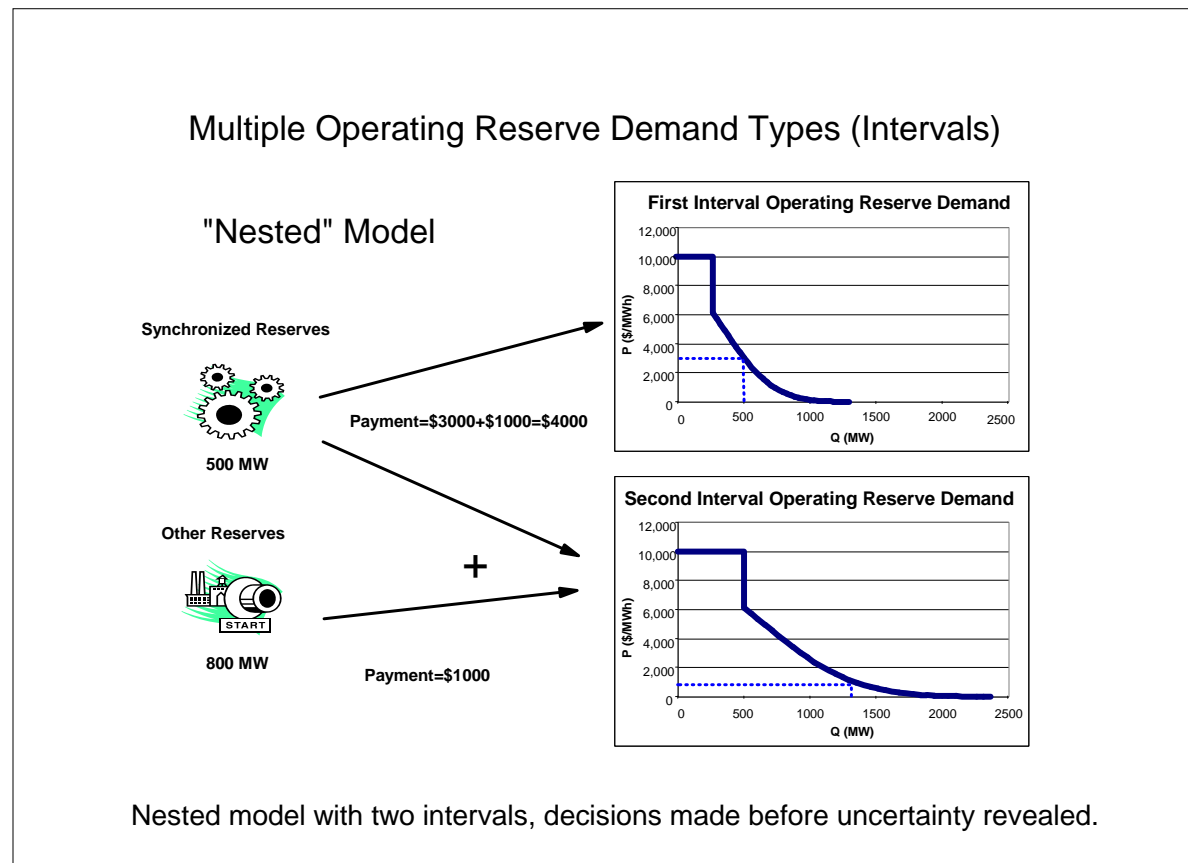 Multiple Operating Reserve Demand Types (Intervals)
"Nested" Model
Synchronized Reserves
500 MW
Payment=$3000+$1000=$4000
Other Reserves
START
800 MW
+
Payment=$1000
First Interval Operating Reserve Demand
P ($/MWh)
12,000
10,000
8,000
6,000
4,000
2,000
0
0 500 1000 1500 2000 2500
Q (MW)
Second Interval Operating Reserve Demand
P ($/MWh)
12,000
10,000
8,000
6,000
4,000
2,000
0
0 500 1000 1500 2000 2500
Q (MW)
Nested model with two intervals, decisions made before uncertainty revealed.